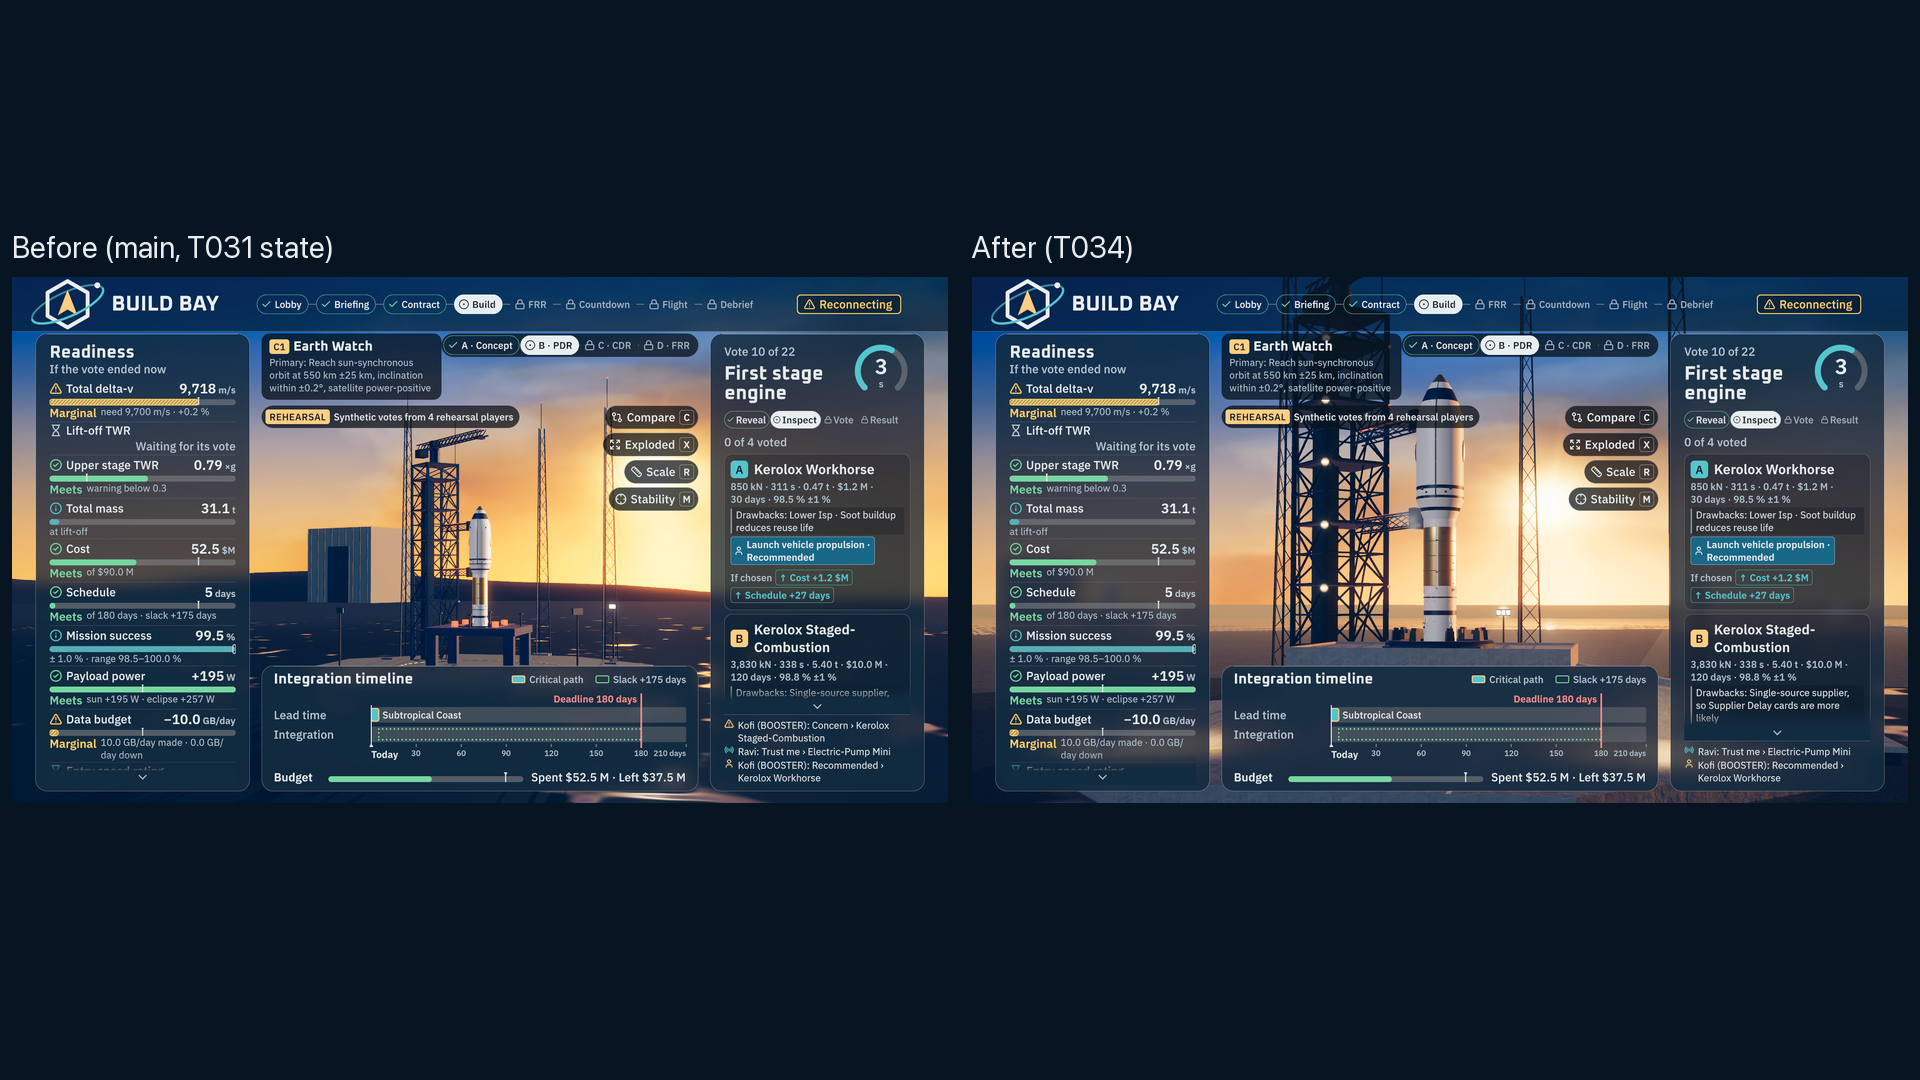 Before (main, T031 state)
BUILD BAY
Lobby
Briefing
Contract
Build
FRR
Countdown
Flight
Debrief
Reconnecting
Readiness
If the vote ended now
Total delta-v 9,718 m/s
Marginal need 9,700 m/s · +0.2 %
Lift-off TWR
Waiting for its vote
Upper stage TWR 0.79 ×g
Meets warning below 0.3
Total mass 31.1 t
at lift-off
Cost 52.5 $M
Meets of $90.0 M
Schedule 5 days
Meets of 180 days · slack +175 days
Mission success 99.5 %
± 1.0 % · range 98.5–100.0 %
Payload power +195 W
Meets sun +195 W · eclipse +257 W
Data budget −10.0 GB/day
Marginal 10.0 GB/day made · 0.0 GB/
day down
C1 Earth Watch
Primary: Reach sun-synchronous
orbit at 550 km ±25 km, inclination
within ±0.2°, satellite power-positive
A · Concept
B · PDR
C · CDR
D · FRR
REHEARSAL Synthetic votes from 4 rehearsal players
Compare C
Exploded X
Scale R
Stability M
Integration timeline
Critical path
Slack +175 days
Deadline 180 days
Lead time
Subtropical Coast
Integration
Today 30 60 90 120 150 180 210 days
Budget
Spent $52.5 M · Left $37.5 M
Vote 10 of 22
First stage
engine
3
s
Reveal
Inspect
Vote
Result
0 of 4 voted
A Kerolox Workhorse
850 kN · 311 s · 0.47 t · $1.2 M ·
30 days · 98.5 % ±1 %
Drawbacks: Lower Isp · Soot buildup
reduces reuse life
Launch vehicle propulsion ·
Recommended
If chosen ↑ Cost +1.2 $M
↑ Schedule +27 days
B Kerolox Staged-
Combustion
3,830 kN · 338 s · 5.40 t · $10.0 M ·
120 days · 98.8 % ±1 %
Drawbacks: Single-source supplier,
Kofi (BOOSTER): Concern › Kerolox
Staged-Combustion
Ravi: Trust me › Electric-Pump Mini
Kofi (BOOSTER): Recommended ›
Kerolox Workhorse
After (T034)
BUILD BAY
Lobby
Briefing
Contract
Build
FRR
Countdown
Flight
Debrief
Reconnecting
Readiness
If the vote ended now
Total delta-v 9,718 m/s
Marginal need 9,700 m/s · +0.2 %
Lift-off TWR
Waiting for its vote
Upper stage TWR 0.79 ×g
Meets warning below 0.3
Total mass 31.1 t
at lift-off
Cost 52.5 $M
Meets of $90.0 M
Schedule 5 days
Meets of 180 days · slack +175 days
Mission success 99.5 %
± 1.0 % · range 98.5–100.0 %
Payload power +195 W
Meets sun +195 W · eclipse +257 W
Data budget −10.0 GB/day
Marginal 10.0 GB/day made · 0.0 GB/
day down
C1 Earth Watch
Primary: Reach sun-synchronous
orbit at 550 km ±25 km, inclination
within ±0.2°, satellite power-positive
A · Concept
B · PDR
C · CDR
D · FRR
REHEARSAL Synthetic votes from 4 rehearsal players
Compare C
Exploded X
Scale R
Stability M
Integration timeline
Critical path
Slack +175 days
Deadline 180 days
Lead time
Subtropical Coast
Integration
Today 30 60 90 120 150 180 210 days
Budget
Spent $52.5 M · Left $37.5 M
Vote 10 of 22
First stage
engine
3
s
Reveal
Inspect
Vote
Result
0 of 4 voted
A Kerolox Workhorse
850 kN · 311 s · 0.47 t · $1.2 M ·
30 days · 98.5 % ±1 %
Drawbacks: Lower Isp · Soot buildup
reduces reuse life
Launch vehicle propulsion ·
Recommended
If chosen ↑ Cost +1.2 $M
↑ Schedule +27 days
B Kerolox Staged-
Combustion
3,830 kN · 338 s · 5.40 t · $10.0 M ·
120 days · 98.8 % ±1 %
Drawbacks: Single-source supplier,
so Supplier Delay cards are more
likely
Ravi: Trust me › Electric-Pump Mini
Kofi (BOOSTER): Recommended ›
Kerolox Workhorse